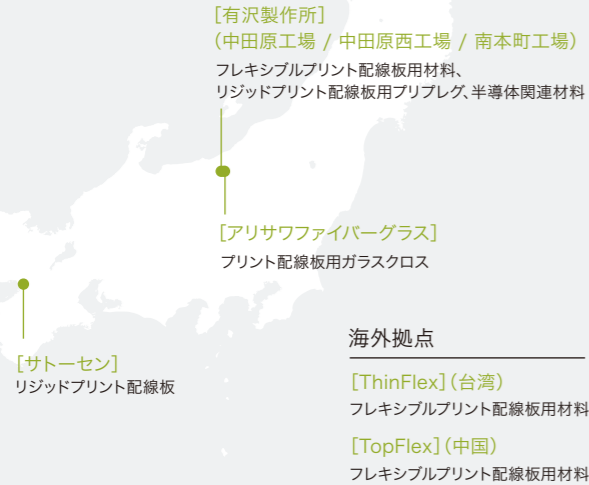 ［有沢製作所］
（中田原工場 / 中田原西工場 / 南本町工場）
フレキシブルプリント配線板用材料、
リジッドプリント配線板用プリプレグ、半導体関連材料
［アリサワファイバーグラス］
プリント配線板用ガラスクロス
［サトーセン］
リジッドプリント配線板
海外拠点
［ThinFlex］（台湾）
フレキシブルプリント配線板用材料
［TopFlex］（中国）
フレキシブルプリント配線板用材料